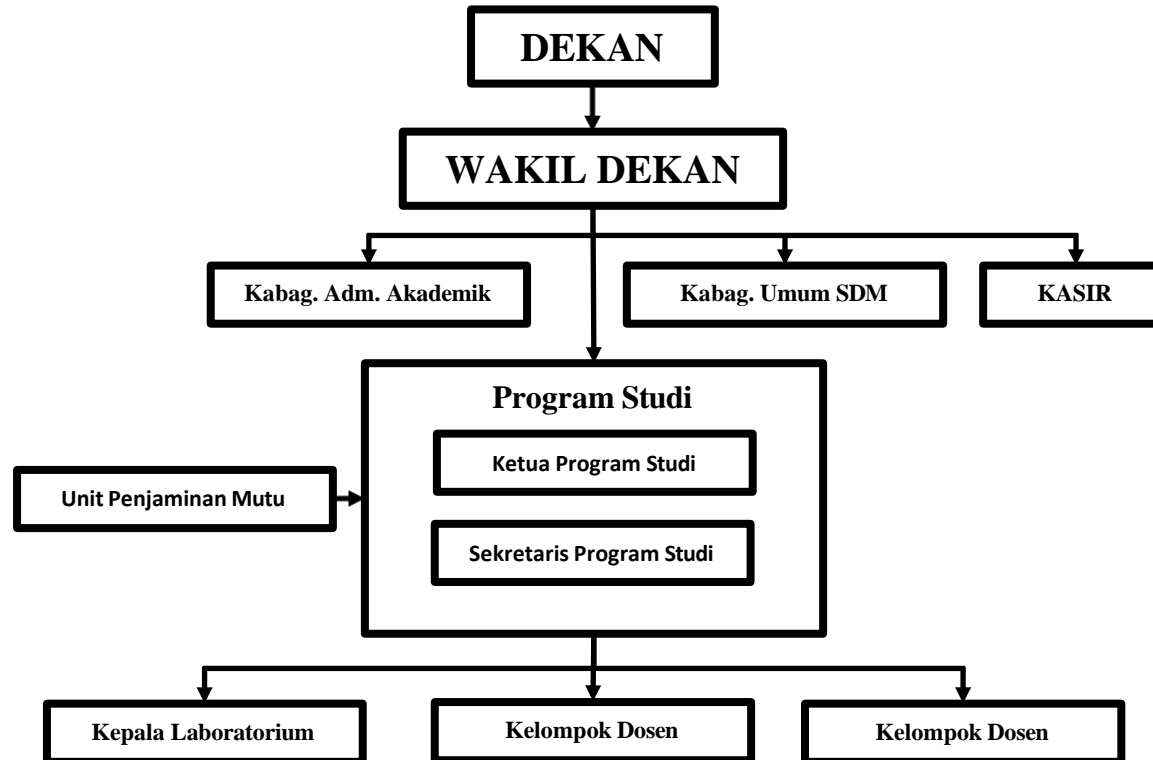 DEKAN
WAKIL DEKAN
Kabag. Adm. Akademik
Kabag. Umum SDM
KASIR
Program Studi
Ketua Program Studi
Unit Penjaminan Mutu
Sekretaris Program Studi
Kepala Laboratorium
Kelompok Dosen
Kelompok Dosen